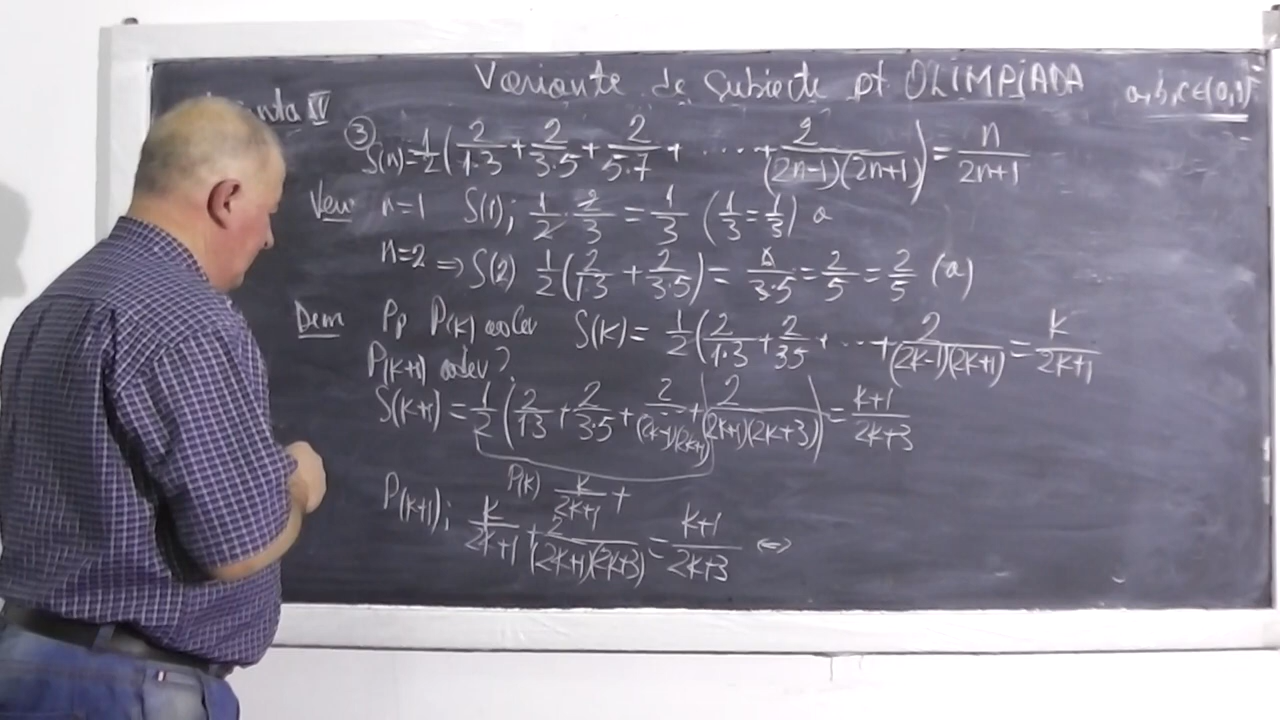 Variante de subiecte pt OLIMPIADA a,b,c∈(0,1)
IV
③ S(n)=1/2(2/1·3+2/3·5+2/5·7+.....+2/(2n-1)(2n+1))=n/2n+1
Ver n=1 S(1); 1/2·2/3=1/3 (1/3=1/3) a
n=2 ⇒ S(2) 1/2(2/1·3+2/3·5)= /3·5=2/5=2/5 (a)
Dem Pp P(k) adev S(k)=1/2(2/1·3+2/3·5+...+2/(2k-1)(2k+1)=k/2k+1
P(k+1) adev?
S(k+1)=1/2(2/1·3+2/3·5+2/(2k-1)(2k+1)+2/(2k+1)(2k+3))=k+1/2k+3
P(k) k/2k+1+
P(k+1); k/2k+1+2/(2k+1)(2k+3)=k+1/2k+3 ⇔